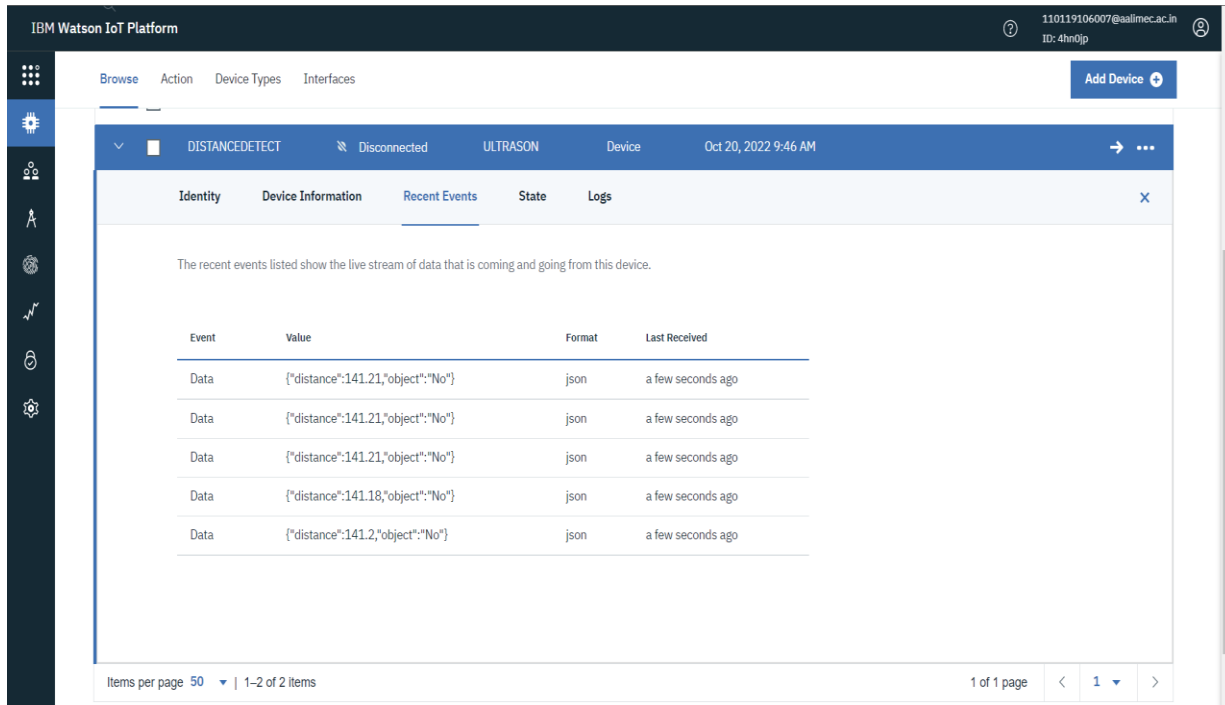 IBM Watson IoT Platform
110119106007@aalimec.ac.in
ID: 4hn0jp
Browse Action Device Types Interfaces
Add Device
DISTANCEDETECT Disconnected ULTRASON Device Oct 20, 2022 9:46 AM
Identity Device Information Recent Events State Logs
The recent events listed show the live stream of data that is coming and going from this device.
Event Value Format Last Received
Data {"distance":141.21,"object":"No"} json a few seconds ago
Data {"distance":141.21,"object":"No"} json a few seconds ago
Data {"distance":141.21,"object":"No"} json a few seconds ago
Data {"distance":141.18,"object":"No"} json a few seconds ago
Data {"distance":141.2,"object":"No"} json a few seconds ago
Items per page 50 | 1–2 of 2 items 1 of 1 page 1